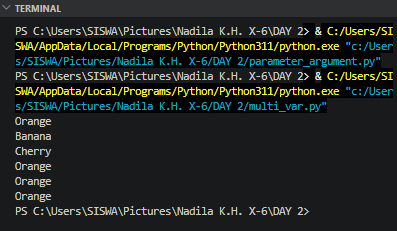 TERMINAL
PS C:\Users\SISWA\Pictures\Nadila K.H. X-6\DAY 2> & C:/Users/SI
SWA/AppData/Local/Programs/Python/Python311/python.exe "c:/User
s/SISWA/Pictures/Nadila K.H. X-6/DAY 2/parameter_argument.py"
PS C:\Users\SISWA\Pictures\Nadila K.H. X-6\DAY 2> & C:/Users/SI
SWA/AppData/Local/Programs/Python/Python311/python.exe "c:/User
s/SISWA/Pictures/Nadila K.H. X-6/DAY 2/multi_var.py"
Orange
Banana
Cherry
Orange
Orange
Orange
PS C:\Users\SISWA\Pictures\Nadila K.H. X-6\DAY 2>